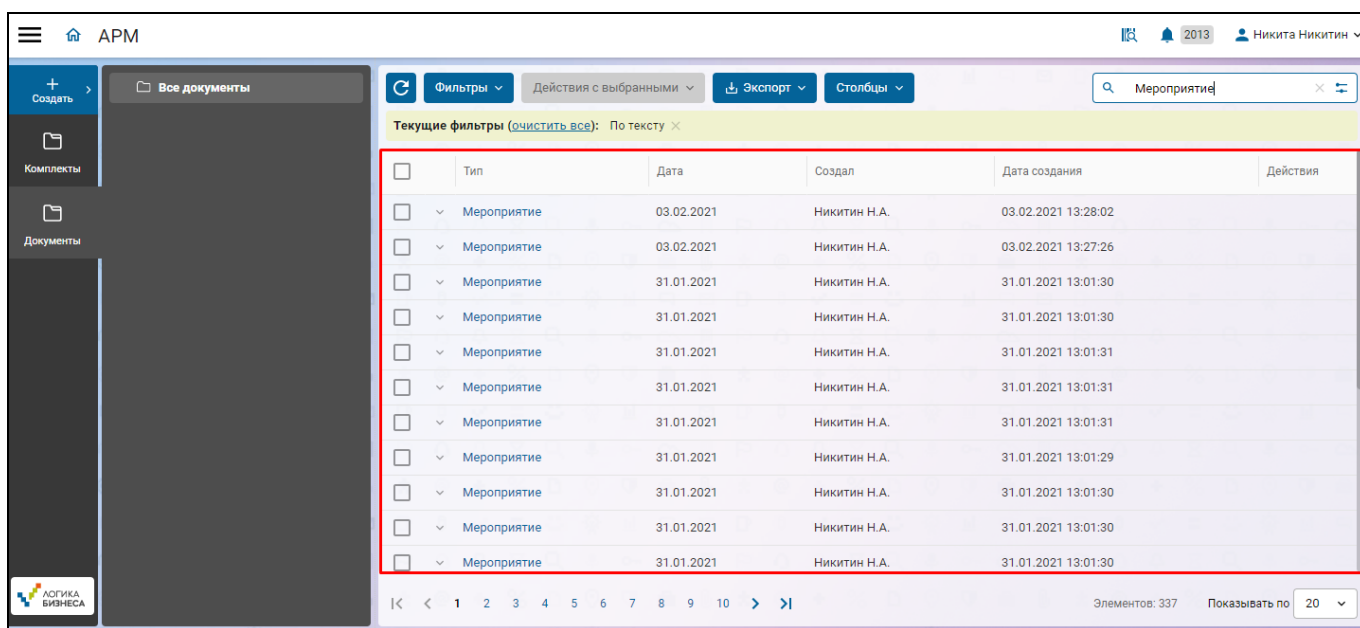 АРМ 2013 Никита Никитин
Создать
Комплекты
Документы
Все документы
Фильтры Действия с выбранными Экспорт Столбцы Мероприятие
Текущие фильтры (очистить все): По тексту
Тип Дата Создал Дата создания Действия
Мероприятие 03.02.2021 Никитин Н.А. 03.02.2021 13:28:02
Мероприятие 03.02.2021 Никитин Н.А. 03.02.2021 13:27:26
Мероприятие 31.01.2021 Никитин Н.А. 31.01.2021 13:01:30
Мероприятие 31.01.2021 Никитин Н.А. 31.01.2021 13:01:30
Мероприятие 31.01.2021 Никитин Н.А. 31.01.2021 13:01:31
Мероприятие 31.01.2021 Никитин Н.А. 31.01.2021 13:01:31
Мероприятие 31.01.2021 Никитин Н.А. 31.01.2021 13:01:31
Мероприятие 31.01.2021 Никитин Н.А. 31.01.2021 13:01:29
Мероприятие 31.01.2021 Никитин Н.А. 31.01.2021 13:01:30
Мероприятие 31.01.2021 Никитин Н.А. 31.01.2021 13:01:30
Мероприятие 31.01.2021 Никитин Н.А. 31.01.2021 13:01:30
ЛОГИКА
БИЗНЕСА
1 2 3 4 5 6 7 8 9 10 Элементов: 337 Показывать по 20